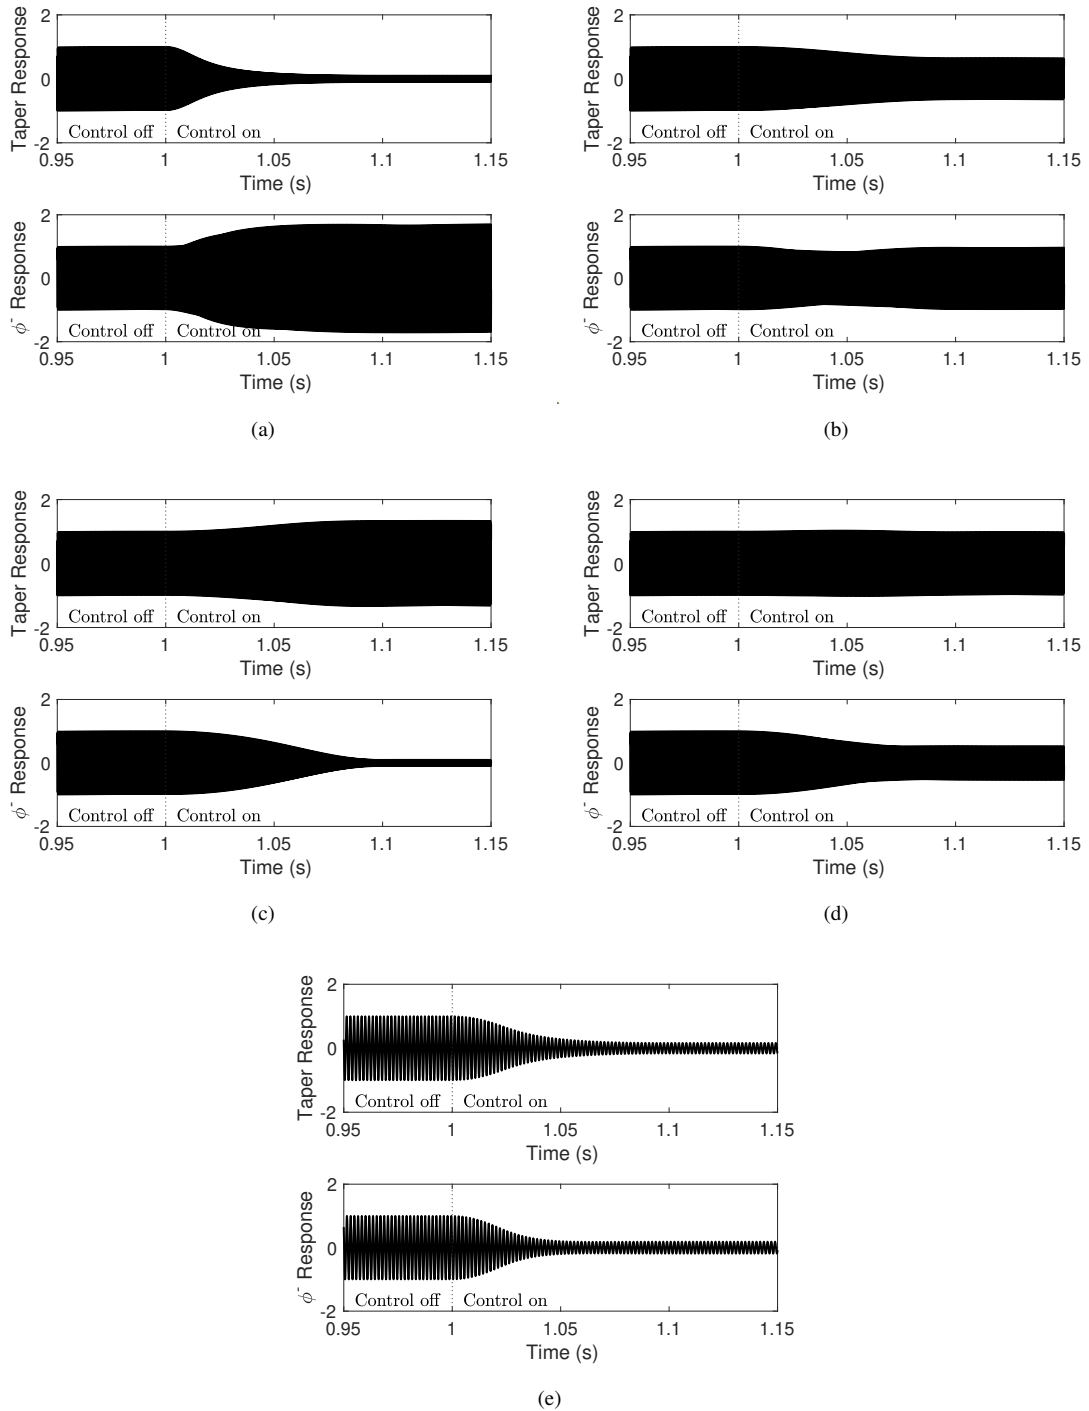 Taper Response
2
0
-2
Control off
Control on
0.95
1
1.05
1.1
1.15
Time (s)
ϕ- Response
2
0
-2
Control off
Control on
0.95
1
1.05
1.1
1.15
Time (s)
(a)
Taper Response
2
0
-2
Control off
Control on
0.95
1
1.05
1.1
1.15
Time (s)
ϕ- Response
2
0
-2
Control off
Control on
0.95
1
1.05
1.1
1.15
Time (s)
(b)
Taper Response
2
0
-2
Control off
Control on
0.95
1
1.05
1.1
1.15
Time (s)
ϕ- Response
2
0
-2
Control off
Control on
0.95
1
1.05
1.1
1.15
Time (s)
(c)
Taper Response
2
0
-2
Control off
Control on
0.95
1
1.05
1.1
1.15
Time (s)
ϕ- Response
2
0
-2
Control off
Control on
0.95
1
1.05
1.1
1.15
Time (s)
(d)
Taper Response
2
0
-2
Control off
Control on
0.95
1
1.05
1.1
1.15
Time (s)
ϕ- Response
2
0
-2
Control off
Control on
0.95
1
1.05
1.1
1.15
Time (s)
(e)